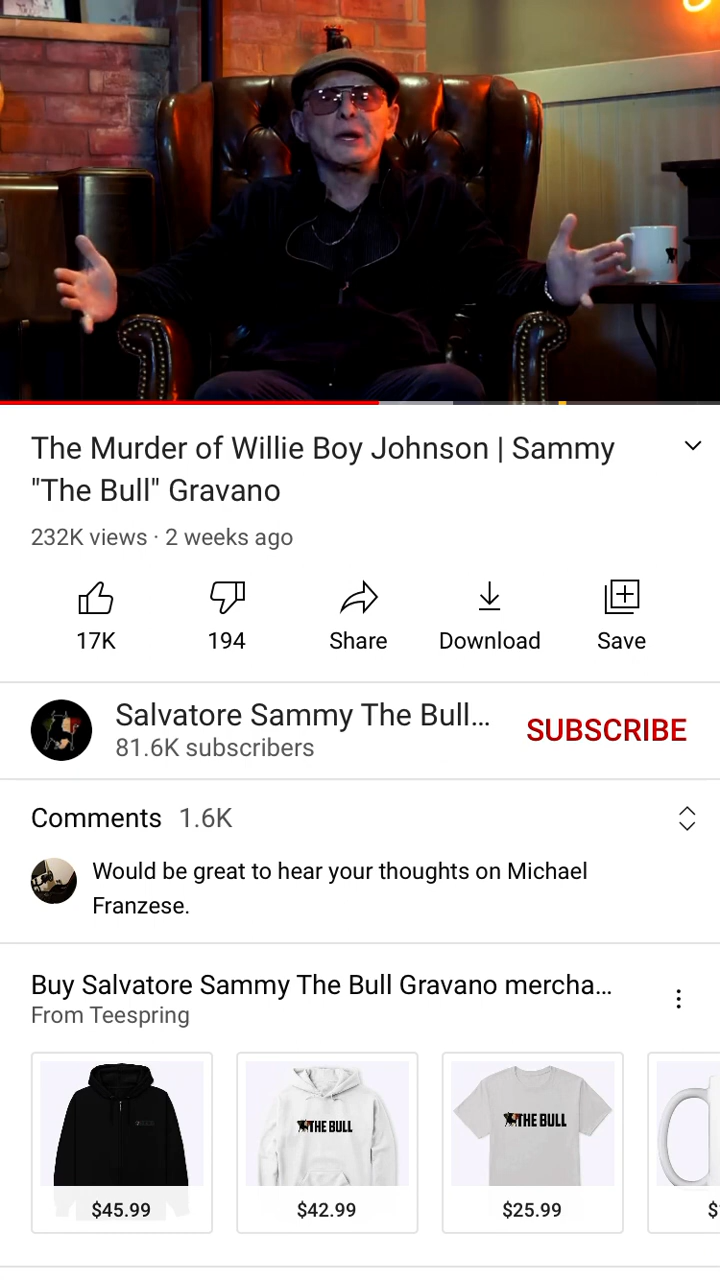 The Murder of Willie Boy Johnson | Sammy
"The Bull" Gravano
232K views · 2 weeks ago
17K
194
Share
Download
Save
Salvatore Sammy The Bull...
SUBSCRIBE
81.6K subscribers
Comments 1.6K
Would be great to hear your thoughts on Michael
Franzese.
Buy Salvatore Sammy The Bull Gravano mercha...
From Teespring
THE BULL
THE BULL
$45.99
$42.99
$25.99